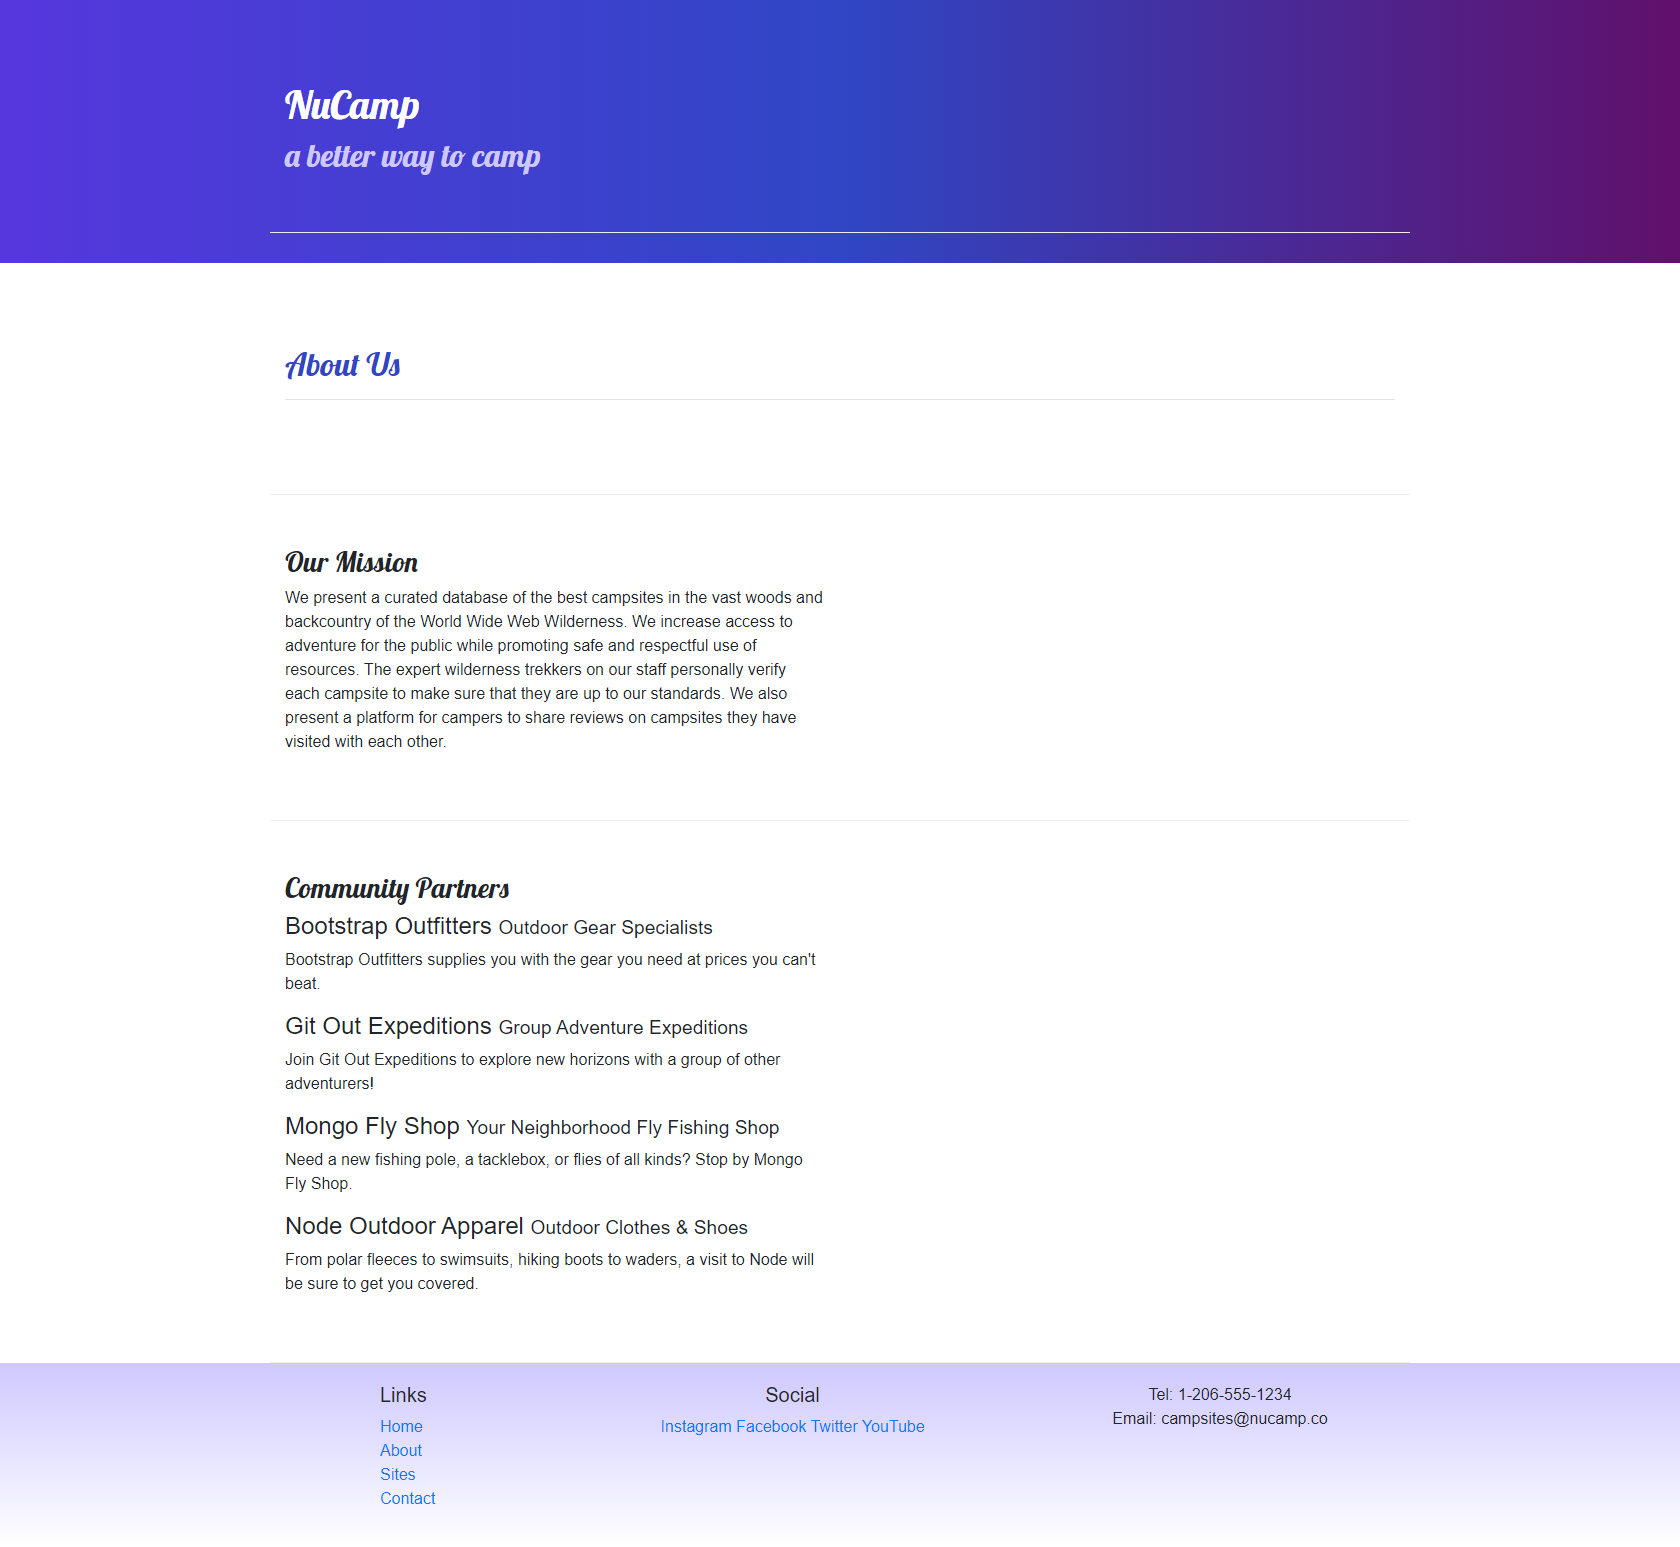 NuCamp
a better way to camp
About Us
Our Mission
We present a curated database of the best campsites in the vast woods and
backcountry of the World Wide Web Wilderness. We increase access to
adventure for the public while promoting safe and respectful use of
resources. The expert wilderness trekkers on our staff personally verify
each campsite to make sure that they are up to our standards. We also
present a platform for campers to share reviews on campsites they have
visited with each other.
Community Partners
Bootstrap Outfitters Outdoor Gear Specialists
Bootstrap Outfitters supplies you with the gear you need at prices you can't
beat.
Git Out Expeditions Group Adventure Expeditions
Join Git Out Expeditions to explore new horizons with a group of other
adventurers!
Mongo Fly Shop Your Neighborhood Fly Fishing Shop
Need a new fishing pole, a tacklebox, or flies of all kinds? Stop by Mongo
Fly Shop.
Node Outdoor Apparel Outdoor Clothes & Shoes
From polar fleeces to swimsuits, hiking boots to waders, a visit to Node will
be sure to get you covered.
Links
Home
About
Sites
Contact
Social
Instagram Facebook Twitter YouTube
Tel: 1-206-555-1234
Email: campsites@nucamp.co